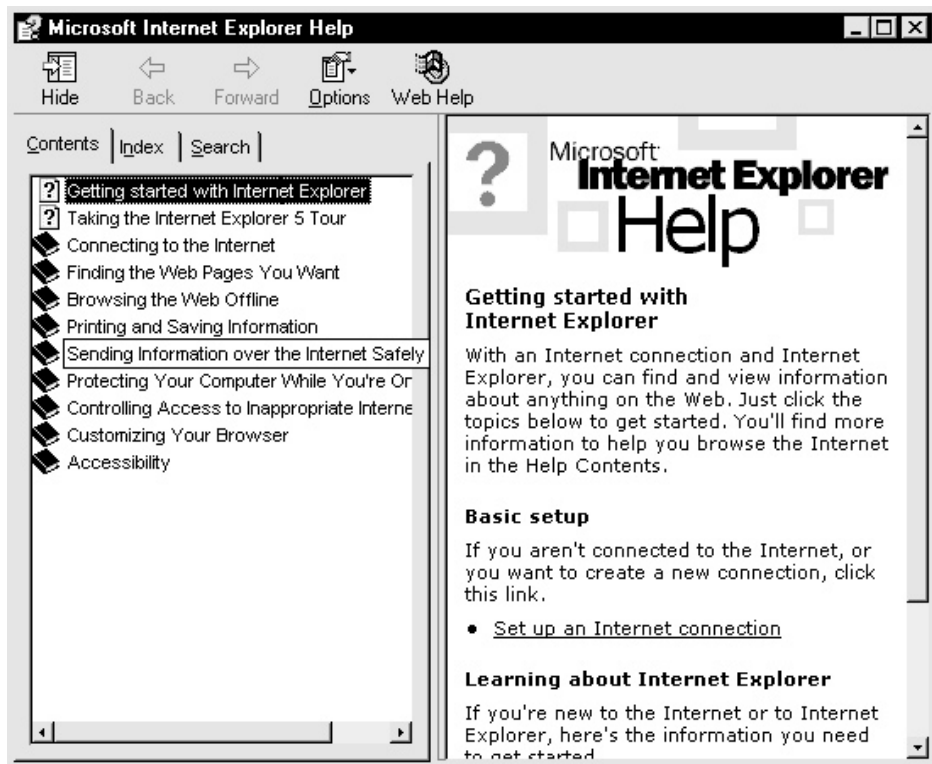 Microsoft Internet Explorer Help
Hide Back Forward Options Web Help
Contents Index Search
Getting started with Internet Explorer
Taking the Internet Explorer 5 Tour
Connecting to the Internet
Finding the Web Pages You Want
Browsing the Web Offline
Printing and Saving Information
Sending Information over the Internet Safely
Protecting Your Computer While You're Or
Controlling Access to Inappropriate Interne
Customizing Your Browser
Accessibility
Microsoft
Internet Explorer
Help
Getting started with
Internet Explorer
With an Internet connection and Internet
Explorer, you can find and view information
about anything on the Web. Just click the
topics below to get started. You'll find more
information to help you browse the Internet
in the Help Contents.
Basic setup
If you aren't connected to the Internet, or
you want to create a new connection, click
this link.
• Set up an Internet connection
Learning about Internet Explorer
If you're new to the Internet or to Internet
Explorer, here's the information you need
to get started